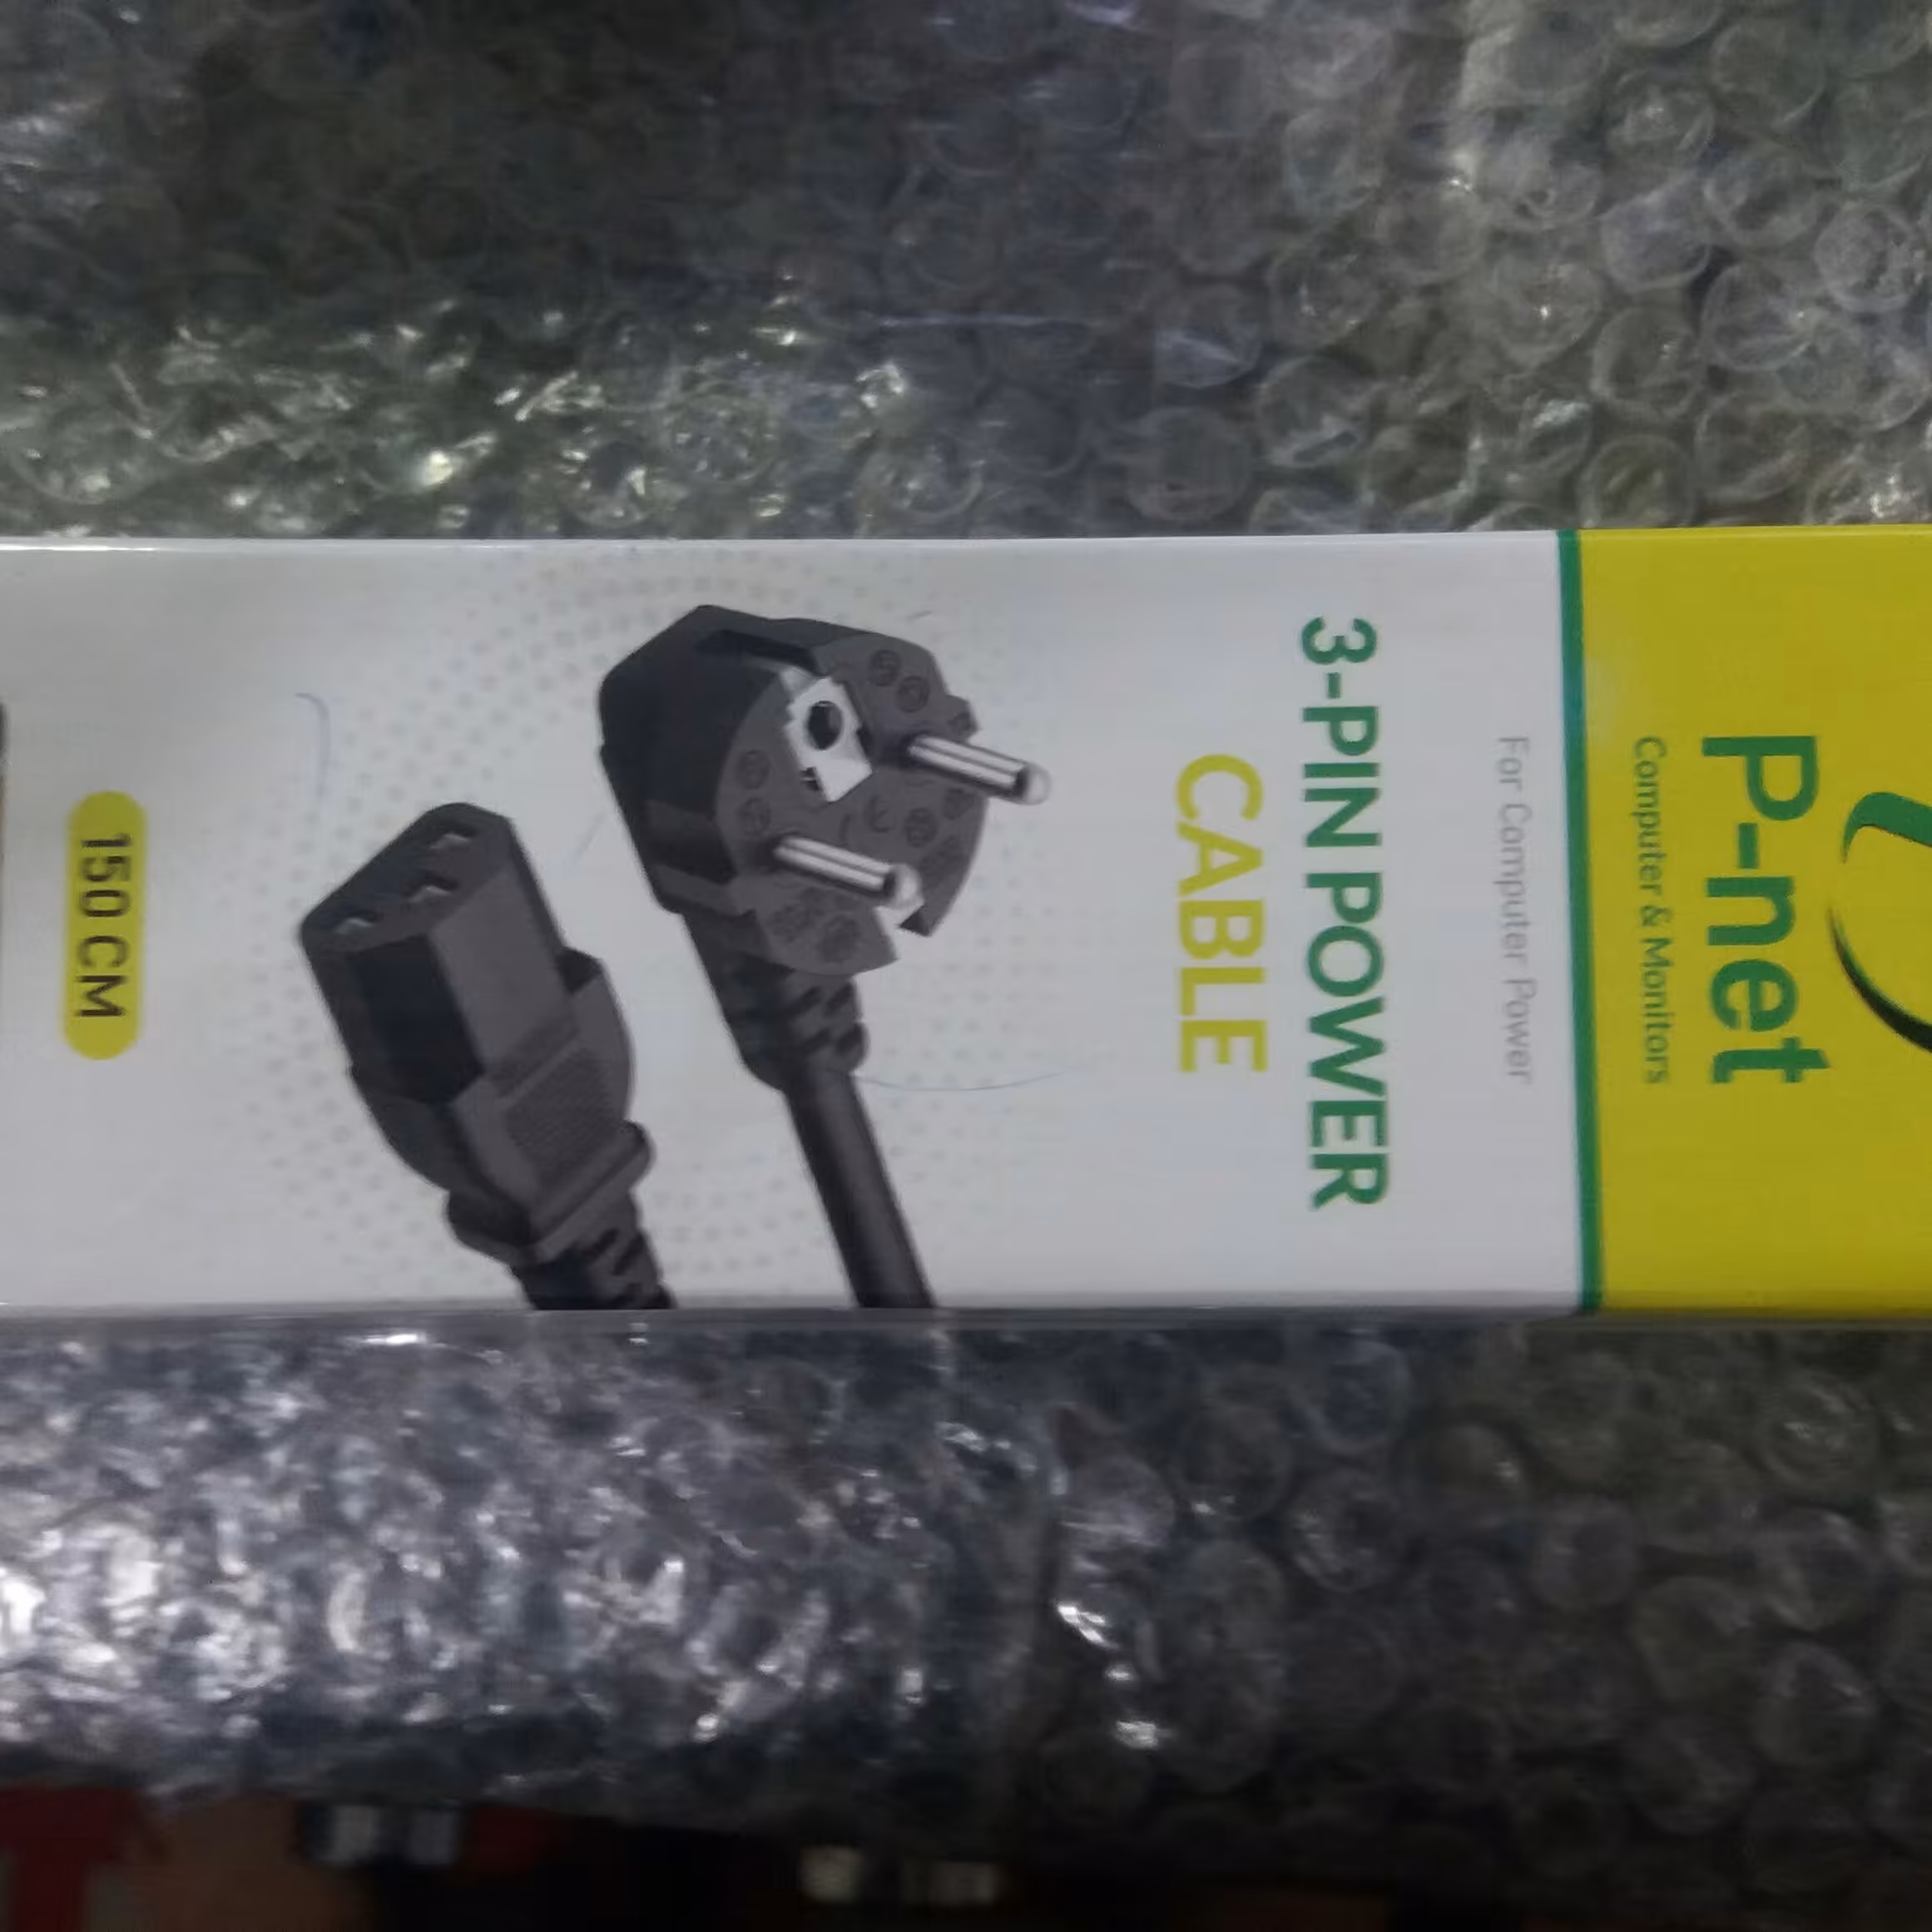 P-net
Computer & Monitors
For Computer Power
3-PIN POWER
CABLE
150 CM